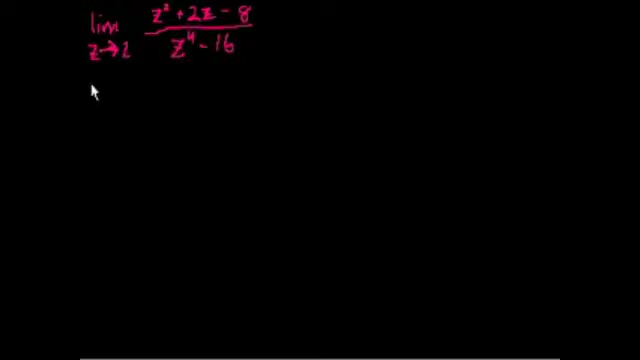 lim z→2 (z² + 2z - 8)/(z⁴ - 16)